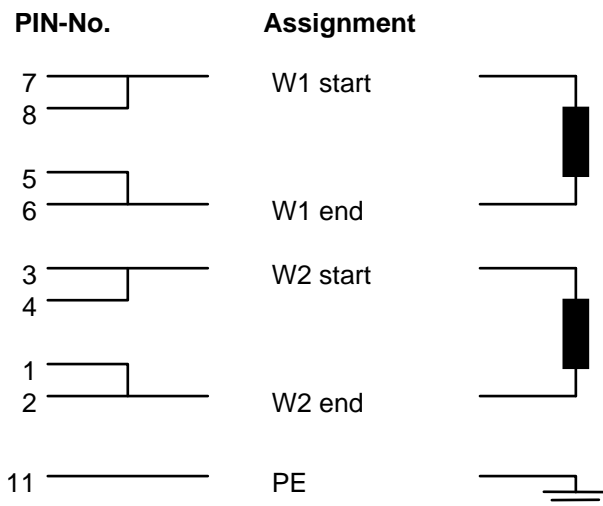 PIN-No. Assignment
7 W1 start
8
5
6 W1 end
3 W2 start
4
1
2 W2 end
11 PE